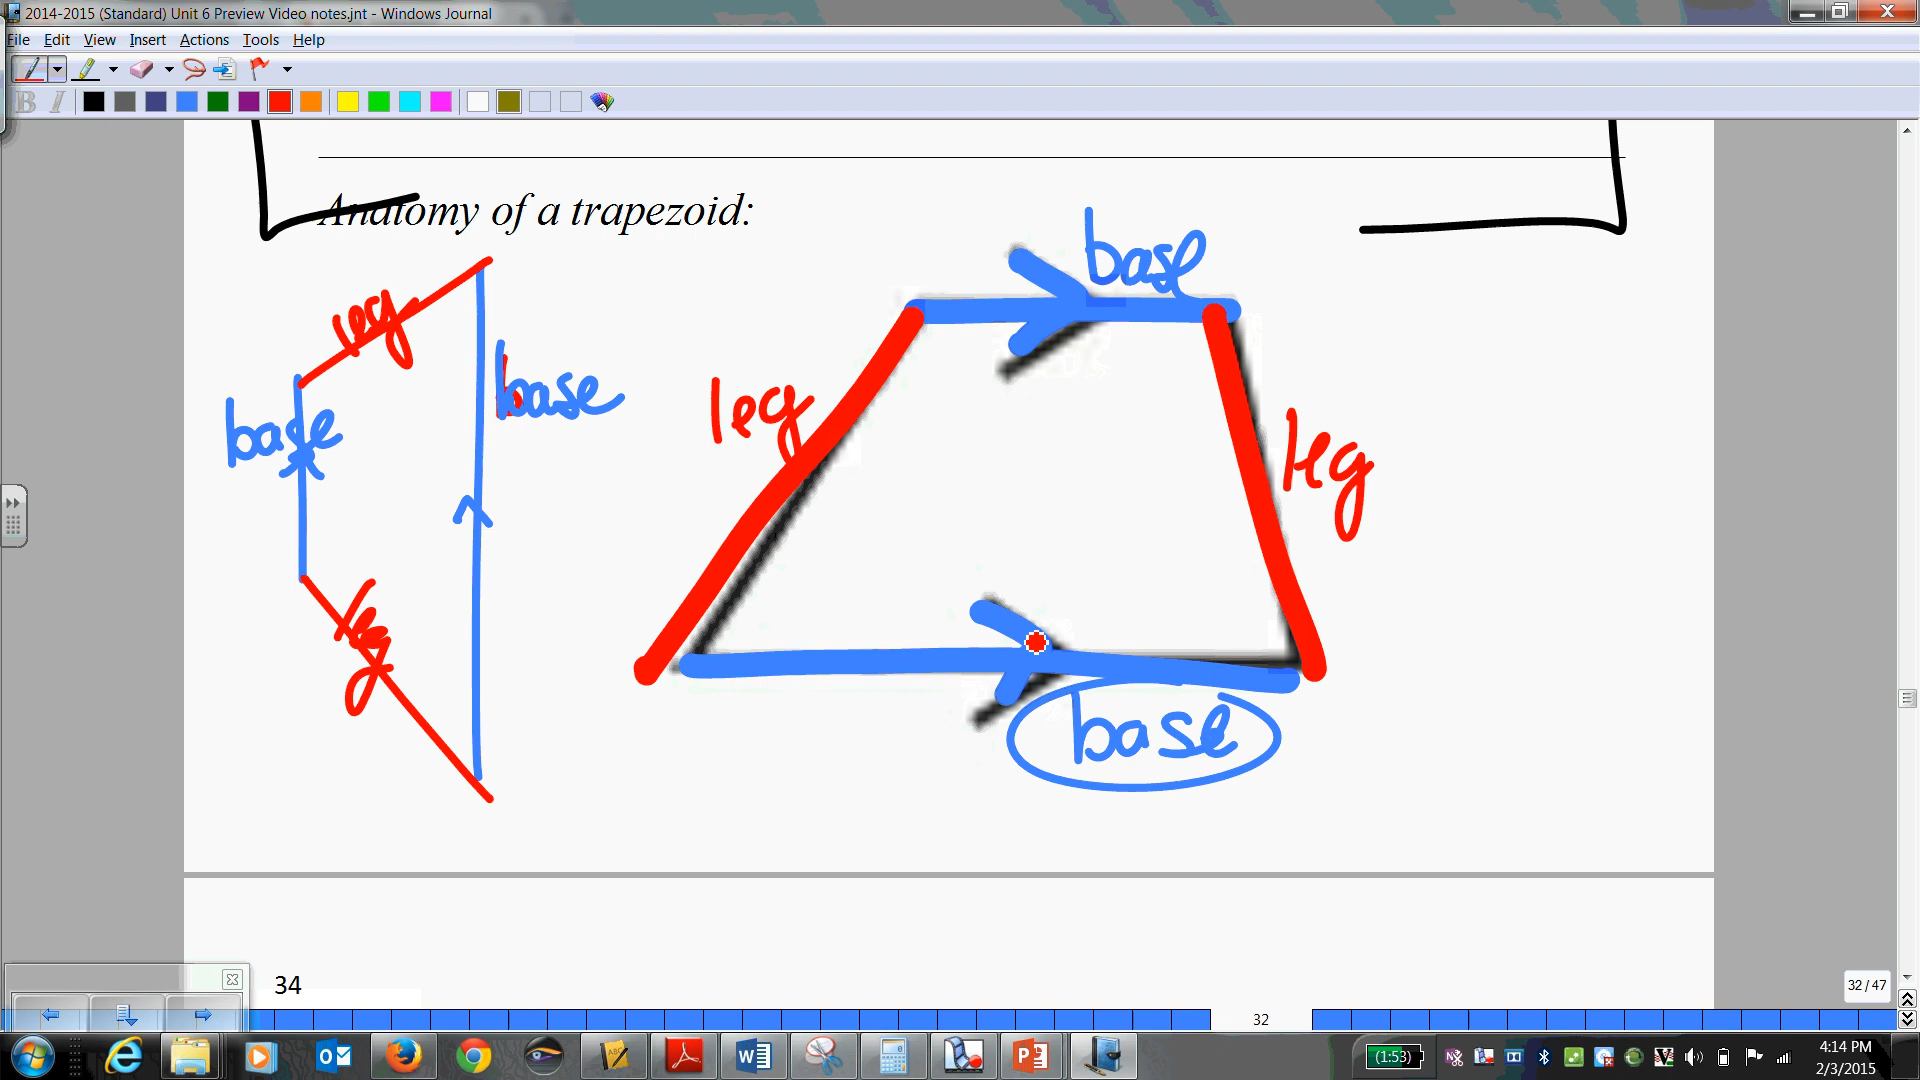 2014-2015 (Standard) Unit 6 Preview Video notes.jnt - Windows Journal
File Edit View Insert Actions Tools Help
B I
Anatomy of a trapezoid:
base
leg
base
base
leg
leg
leg
base
34
32 / 47
32
(1:53)
4:14 PM
2/3/2015